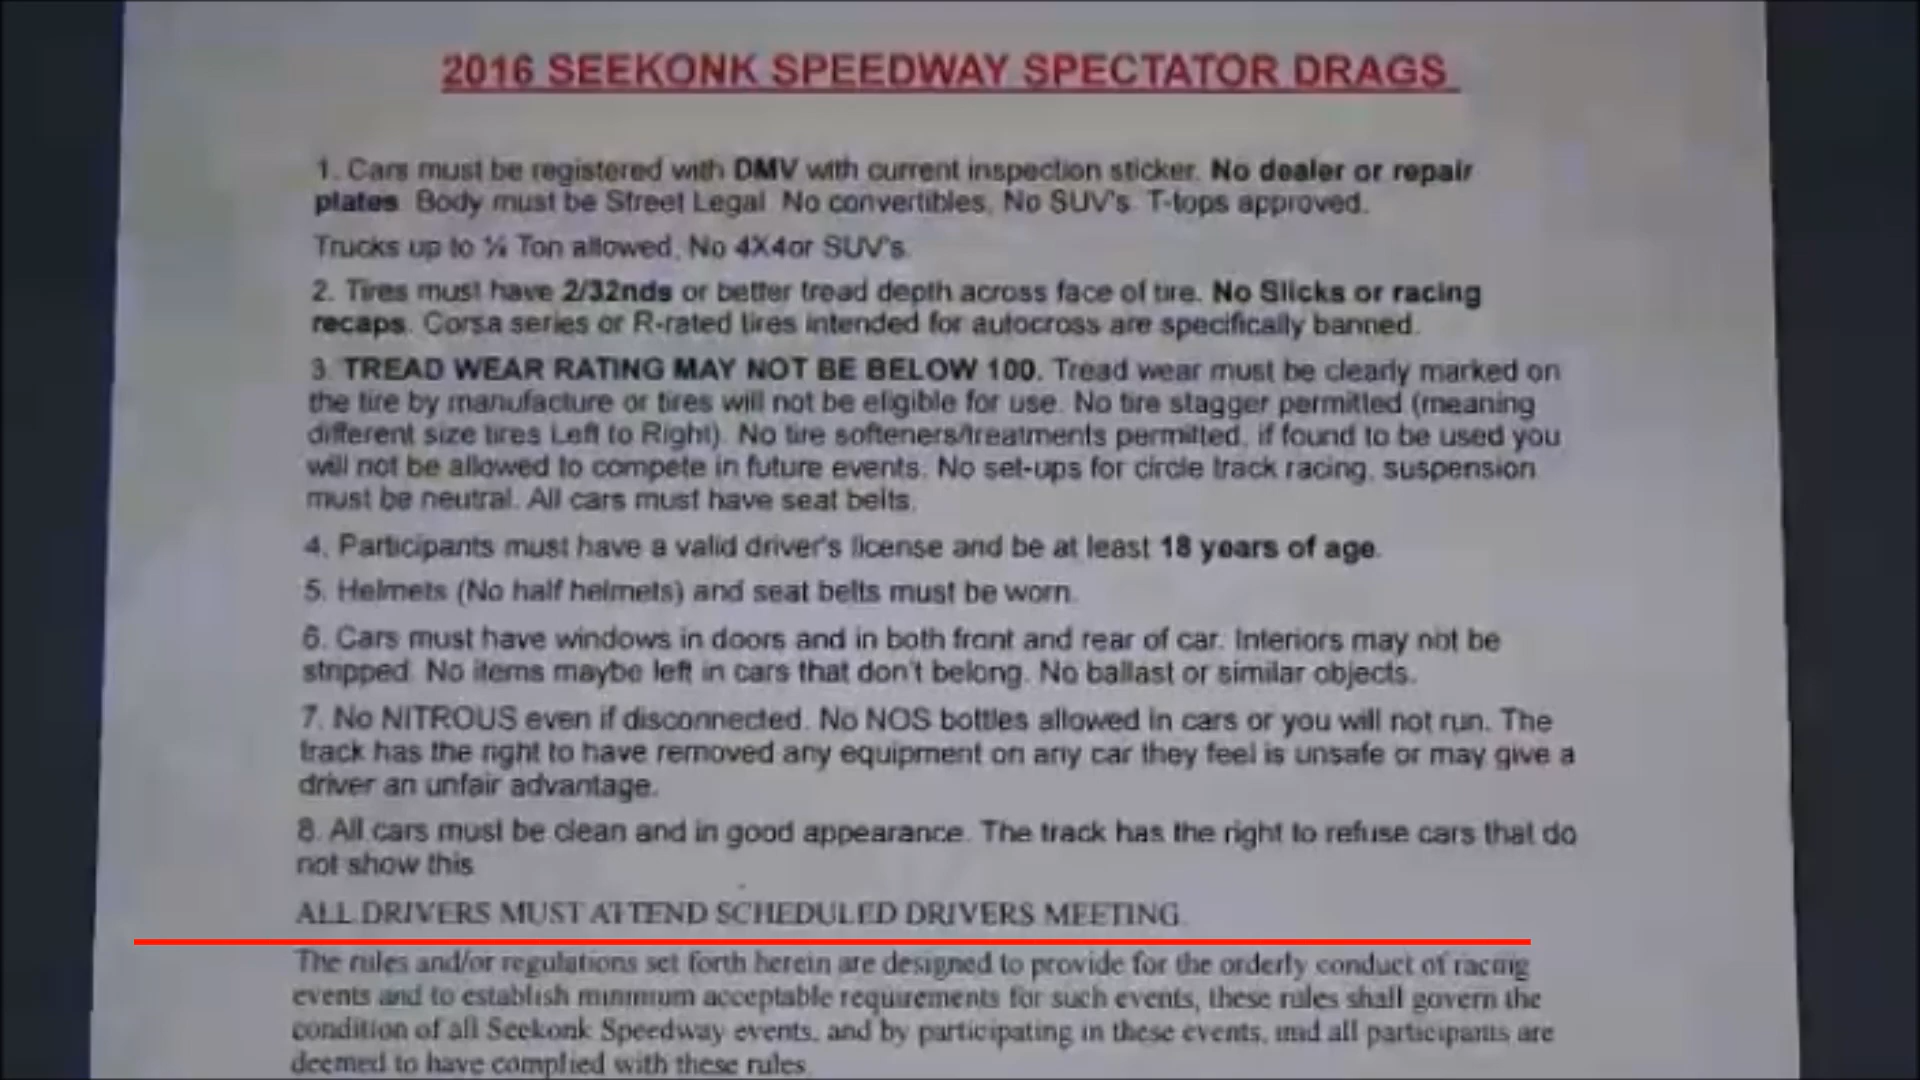 2016 SEEKONK SPEEDWAY SPECTATOR DRAGS
1. Cars must be registered with DMV with current inspection sticker. No dealer or repair
plates. Body must be Street Legal. No convertibles, No SUV's. T-tops approved.
Trucks up to ¾ Ton allowed, No 4X4or SUV's.
2. Tires must have 2/32nds or better tread depth across face of tire. No Slicks or racing
recaps. Corsa series or R-rated tires intended for autocross are specifically banned.
3. TREAD WEAR RATING MAY NOT BE BELOW 100. Tread wear must be clearly marked on
the tire by manufacture or tires will not be eligible for use. No tire stagger permitted (meaning
different size tires Left to Right). No tire softeners/treatments permitted, if found to be used you
will not be allowed to compete in future events. No set-ups for circle track racing, suspension
must be neutral. All cars must have seat belts.
4. Participants must have a valid driver's license and be at least 18 years of age.
5. Helmets (No half helmets) and seat belts must be worn.
6. Cars must have windows in doors and in both front and rear of car. Interiors may not be
stripped. No items maybe left in cars that don't belong. No ballast or similar objects.
7. No NITROUS even if disconnected. No NOS bottles allowed in cars or you will not run. The
track has the right to have removed any equipment on any car they feel is unsafe or may give a
driver an unfair advantage.
8. All cars must be clean and in good appearance. The track has the right to refuse cars that do
not show this
ALL DRIVERS MUST ATTEND SCHEDULED DRIVERS MEETING.
The rules and/or regulations set forth herein are designed to provide for the orderly conduct of racing
events and to establish minimum acceptable requirements for such events, these rules shall govern the
condition of all Seekonk Speedway events, and by participating in these events, and all participants are
deemed to have complied with these rules.